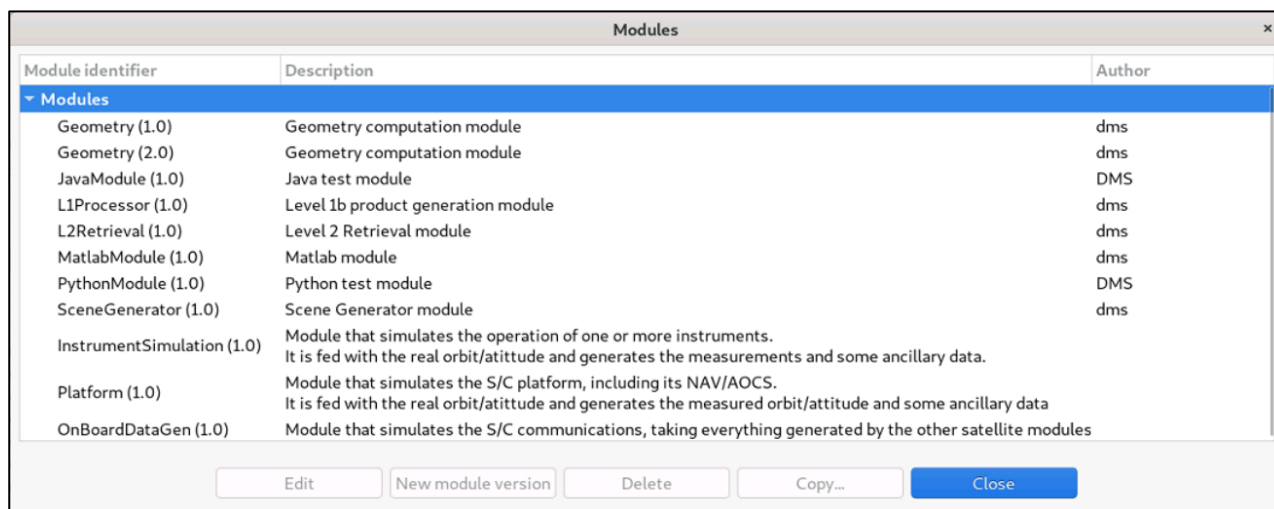 Modules ×
Module identifier Description Author
Modules
Geometry (1.0) Geometry computation module dms
Geometry (2.0) Geometry computation module dms
JavaModule (1.0) Java test module DMS
L1Processor (1.0) Level 1b product generation module dms
L2Retrieval (1.0) Level 2 Retrieval module dms
MatlabModule (1.0) Matlab module dms
PythonModule (1.0) Python test module DMS
SceneGenerator (1.0) Scene Generator module dms
InstrumentSimulation (1.0) Module that simulates the operation of one or more instruments.
It is fed with the real orbit/atittude and generates the measurements and some ancillary data.
Platform (1.0) Module that simulates the S/C platform, including its NAV/AOCS.
It is fed with the real orbit/atittude and generates the measured orbit/attitude and some ancillary data
OnBoardDataGen (1.0) Module that simulates the S/C communications, taking everything generated by the other satellite modules
Edit New module version Delete Copy... Close